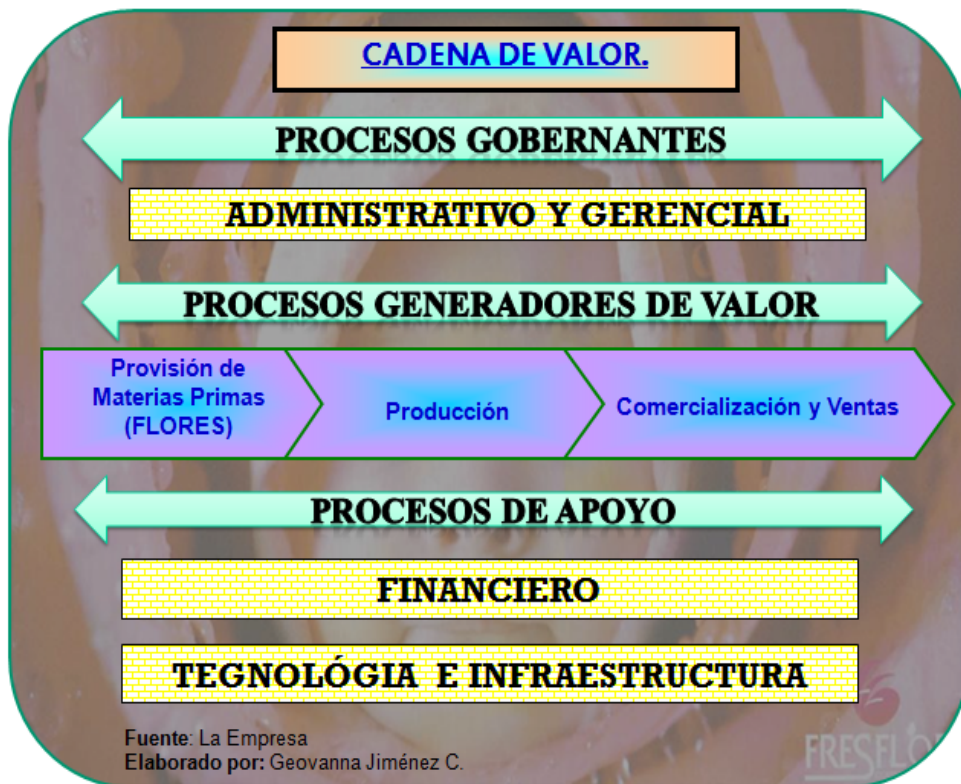 CADENA DE VALOR.
PROCESOS GOBERNANTES
ADMINISTRATIVO Y GERENCIAL
PROCESOS GENERADORES DE VALOR
Provisión de
Materias Primas
(FLORES)
Producción
Comercialización y Ventas
PROCESOS DE APOYO
FINANCIERO
TEGNOLÓGIA E INFRAESTRUCTURA
Fuente: La Empresa
Elaborado por: Geovanna Jiménez C.